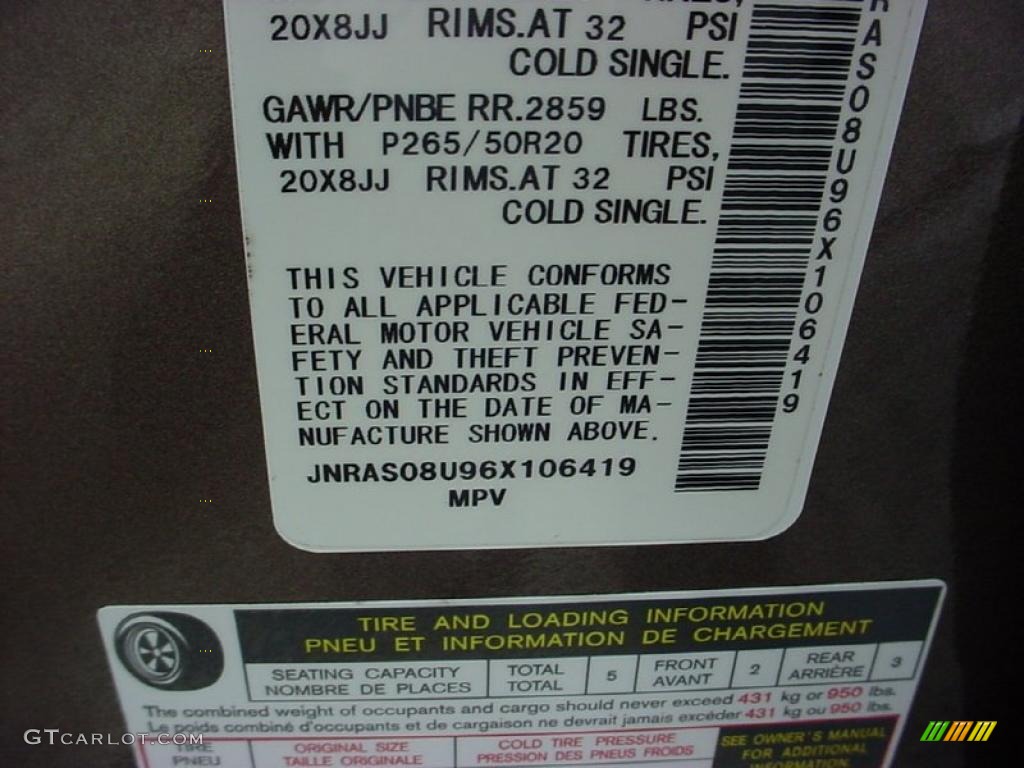 20X8JJ RIMS.AT 32 PSI
COLD SINGLE.
GAWR/PNBE RR.2859 LBS.
WITH P265/50R20 TIRES,
20X8JJ RIMS.AT 32 PSI
COLD SINGLE.
THIS VEHICLE CONFORMS
TO ALL APPLICABLE FED-
ERAL MOTOR VEHICLE SA-
FETY AND THEFT PREVEN-
TION STANDARDS IN EFF-
ECT ON THE DATE OF MA-
NUFACTURE SHOWN ABOVE.
JNRAS08U96X106419
MPV
RAS08U96X106419
TIRE AND LOADING INFORMATION
PNEU ET INFORMATION DE CHARGEMENT
SEATING CAPACITY TOTAL 5 FRONT 2 REAR 3
NOMBRE DE PLACES TOTAL AVANT ARRIÈRE
The combined weight of occupants and cargo should never exceed 431 kg or 950 lbs.
Le poids combiné d'occupants et de cargaison ne devrait jamais excéder 431 kg ou 950 lbs.
TIRE ORIGINAL SIZE COLD TIRE PRESSURE SEE OWNER'S MANUAL
PNEU TAILLE ORIGINALE PRESSION DES PNEUS FROIDS FOR ADDITIONAL
INFORMATION
GTCarLot.com